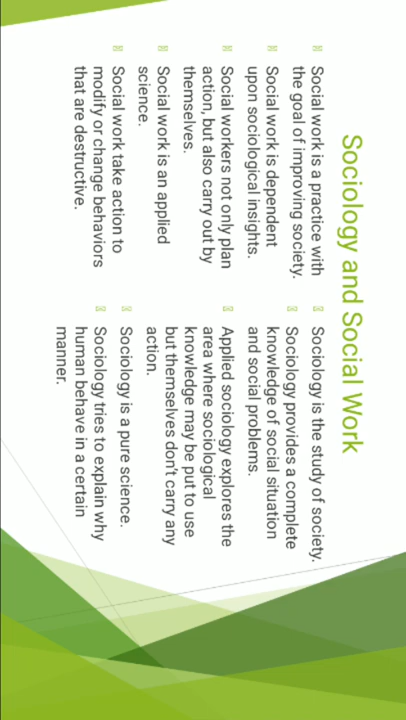 Sociology and Social Work
Social work is a practice with
the goal of improving society.
Social work is dependent
upon sociological insights.
Social workers not only plan
action, but also carry out by
themselves.
Social work is an applied
science.
Social work take action to
modify or change behaviors
that are destructive.
Sociology is the study of society.
Sociology provides a complete
knowledge of social situation
and social problems.
Applied sociology explores the
area where sociological
knowledge may be put to use
but themselves don't carry any
action.
Sociology is a pure science.
Sociology tries to explain why
human behave in a certain
manner.